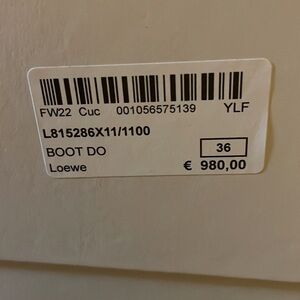 FW22 Cuc 001056575139 YLF
L815286X11/1100
BOOT DO 36
Loewe € 980,00